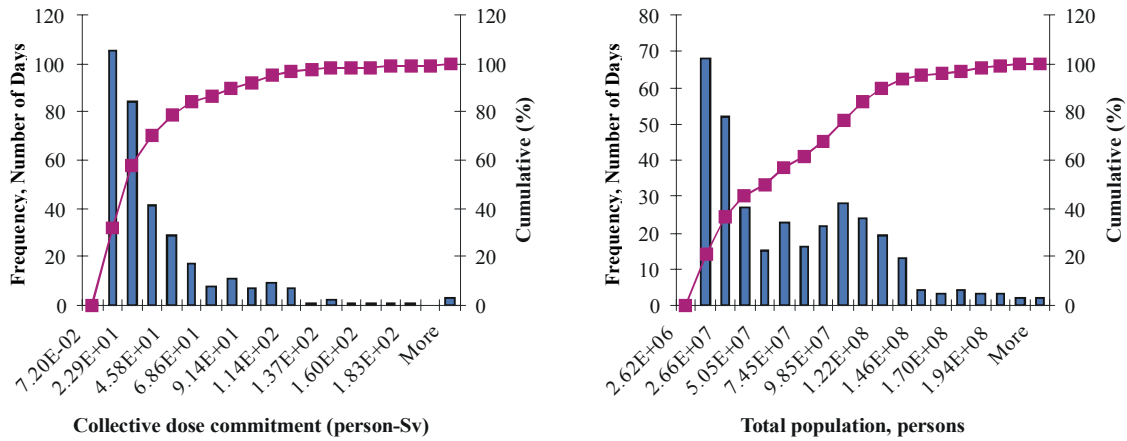 120
100
80
60
40
20
0
Frequency, Number of Days
120
100
80
60
40
20
0
Cumulative (%)
7.20E-02
2.29E+01
4.58E+01
6.86E+01
9.14E+01
1.14E+02
1.37E+02
1.60E+02
1.83E+02
More
Collective dose commitment (person-Sv)
80
70
60
50
40
30
20
10
0
Frequency, Number of Days
120
100
80
60
40
20
0
Cumulative (%)
2.62E+06
2.66E+07
5.05E+07
7.45E+07
9.85E+07
1.22E+08
1.46E+08
1.70E+08
1.94E+08
More
Total population, persons